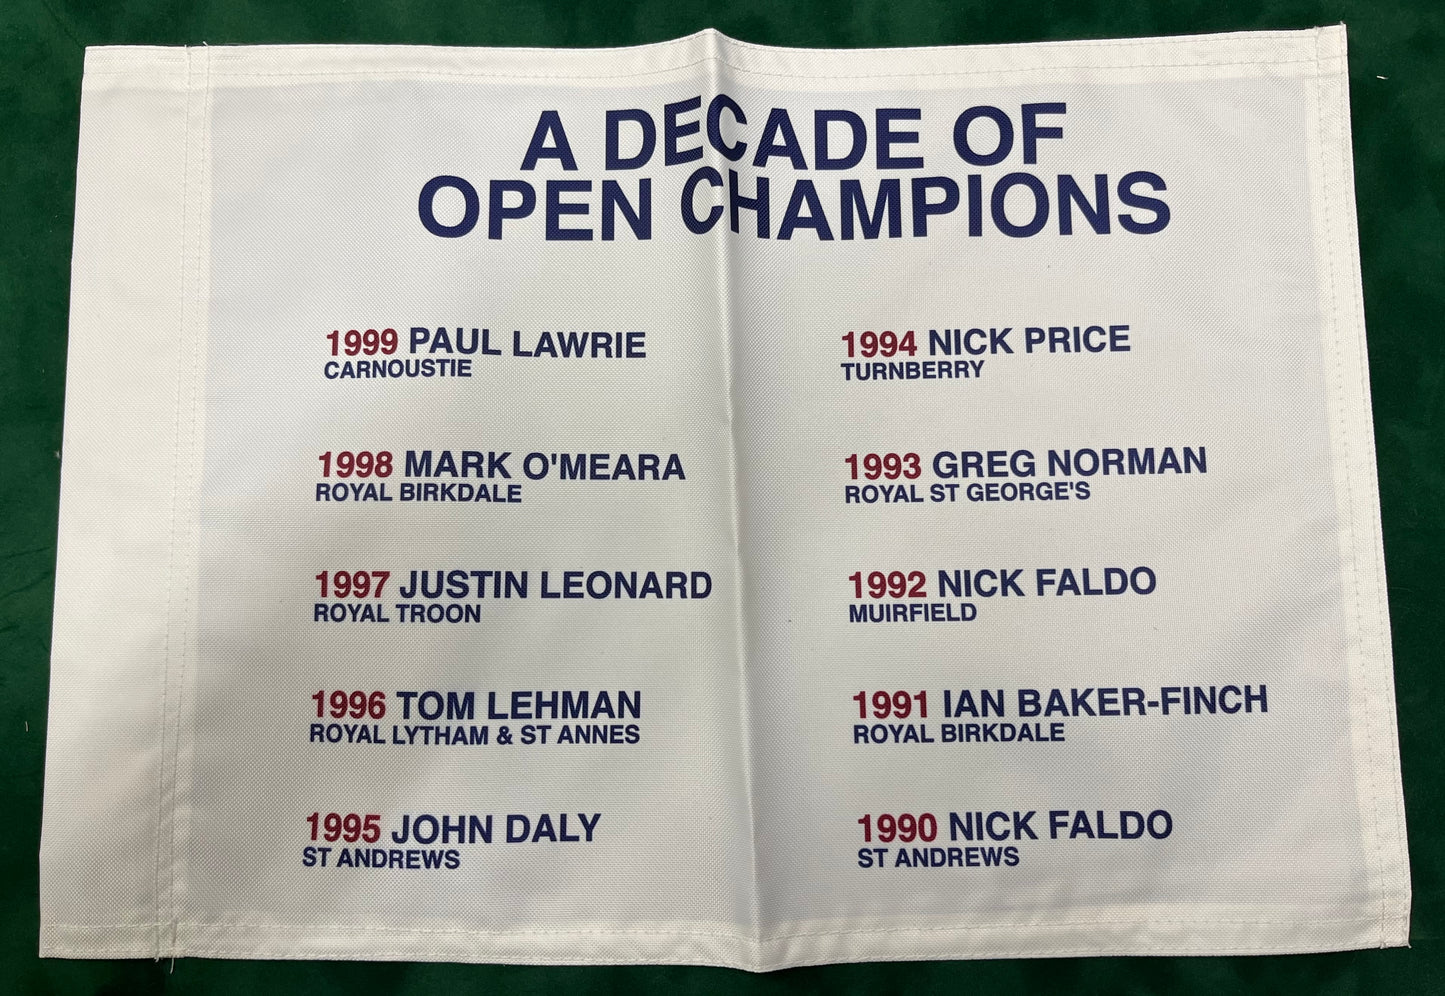 A DECADE OF
OPEN CHAMPIONS
1999 PAUL LAWRIE
CARNOUSTIE
1998 MARK O'MEARA
ROYAL BIRKDALE
1997 JUSTIN LEONARD
ROYAL TROON
1996 TOM LEHMAN
ROYAL LYTHAM & ST ANNES
1995 JOHN DALY
ST ANDREWS
1994 NICK PRICE
TURNBERRY
1993 GREG NORMAN
ROYAL ST GEORGE'S
1992 NICK FALDO
MUIRFIELD
1991 IAN BAKER-FINCH
ROYAL BIRKDALE
1990 NICK FALDO
ST ANDREWS